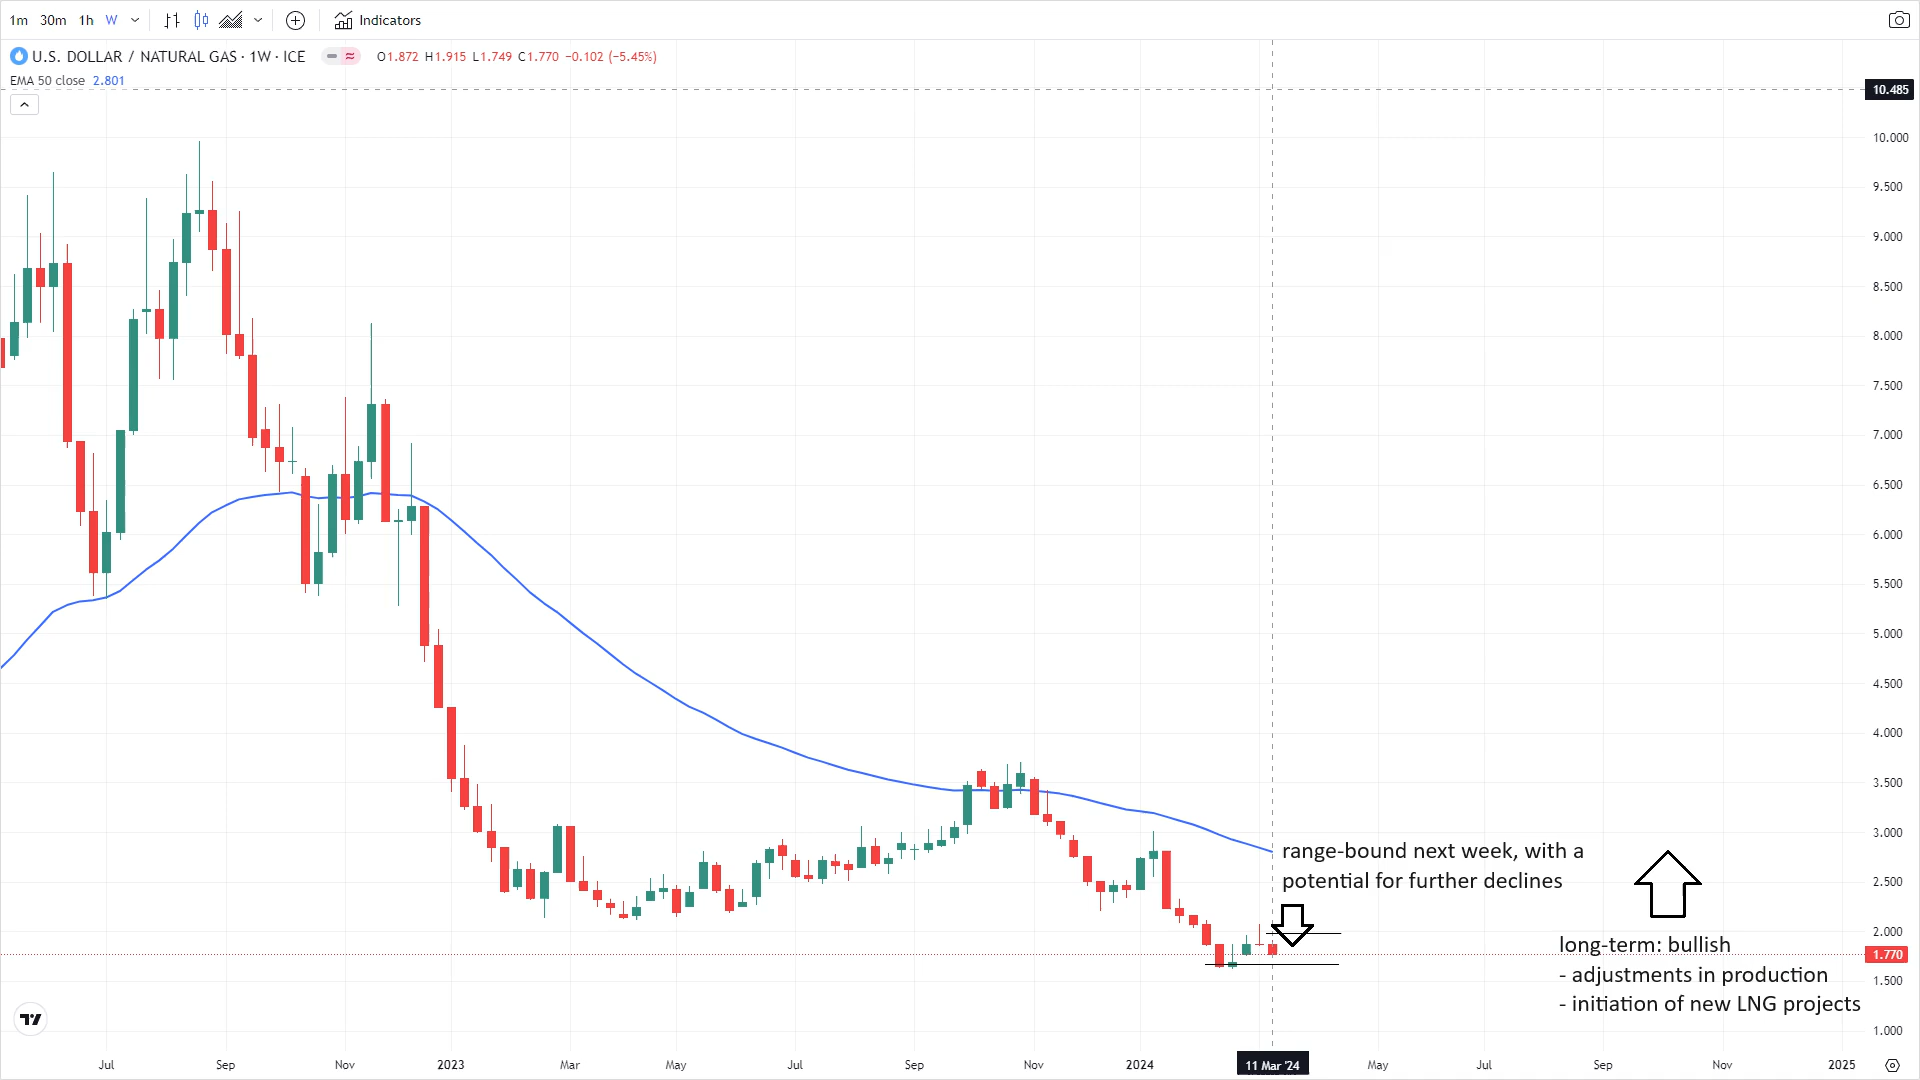 1m 30m 1h W Indicators
U.S. DOLLAR / NATURAL GAS · 1W · ICE O1.872 H1.915 L1.749 C1.770 −0.102 (−5.45%)
EMA 50 close 2.801
10.485
10.000
9.500
9.000
8.500
8.000
7.500
7.000
6.500
6.000
5.500
5.000
4.500
4.000
3.500
3.000
2.500
2.000
1.770
1.500
1.000
range-bound next week, with a
potential for further declines
long-term: bullish
- adjustments in production
- initiation of new LNG projects
Jul Sep Nov 2023 Mar May Jul Sep Nov 2024 11 Mar '24 May Jul Sep Nov 2025